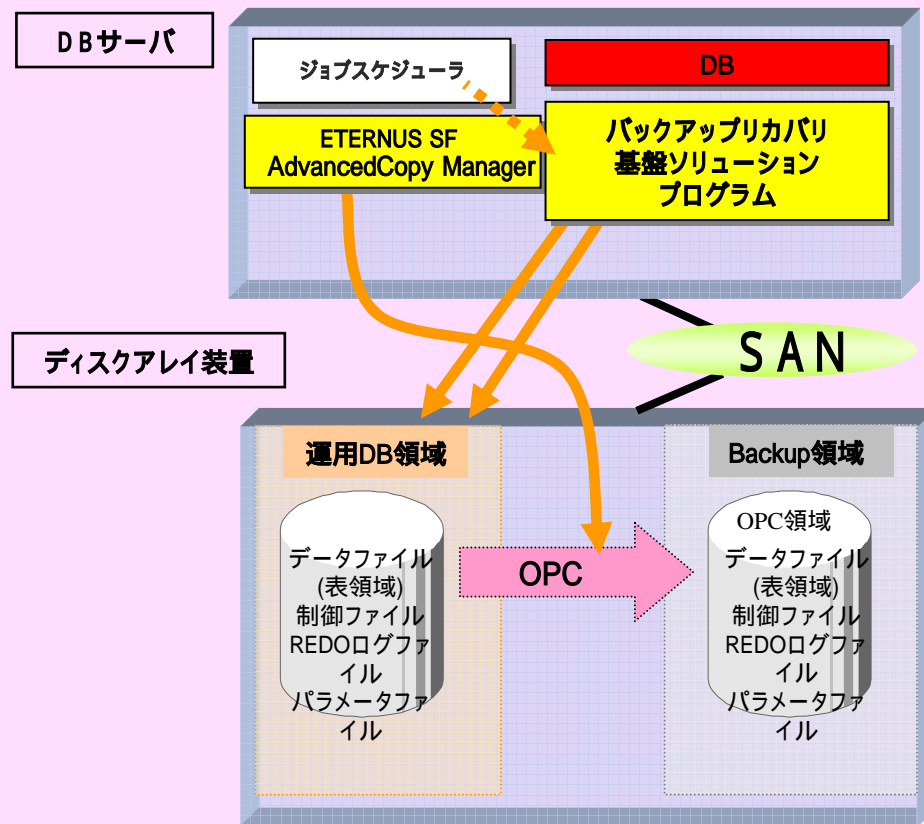 DBサーバ
ジョブスケジューラ
DB
ETERNUS SF
AdvancedCopy Manager
バックアップリカバリ
基盤ソリューション
プログラム
SAN
ディスクアレイ装置
運用DB領域
Backup領域
データファイル
(表領域)
制御ファイル
REDOログファ
イル
パラメータファ
イル
OPC
OPC領域
データファイル
(表領域)
制御ファイル
REDOログファ
イル
パラメータファ
イル